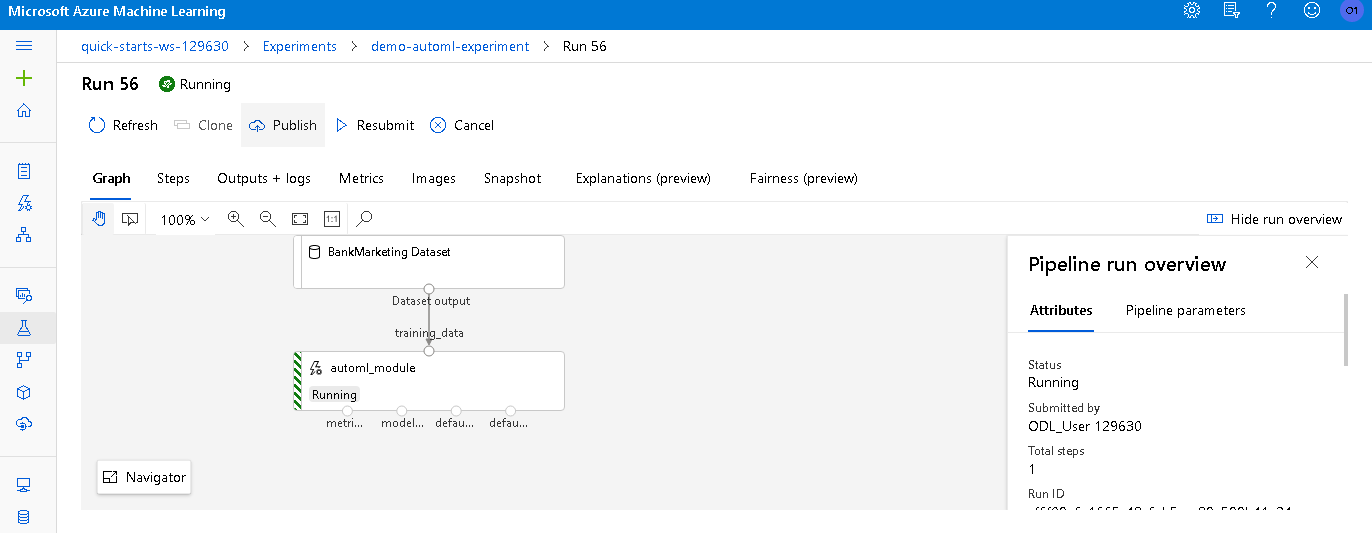 Microsoft Azure Machine Learning
01
quick-starts-ws-129630 > Experiments > demo-automl-experiment > Run 56
Run 56 Running
Refresh Clone Publish Resubmit Cancel
Graph Steps Outputs + logs Metrics Images Snapshot Explanations (preview) Fairness (preview)
100% 1:1 Hide run overview
BankMarketing Dataset
Dataset output
training_data
automl_module
Running
metri... model... defau... defau...
Navigator
Pipeline run overview
Attributes Pipeline parameters
Status
Running
Submitted by
ODL_User 129630
Total steps
1
Run ID